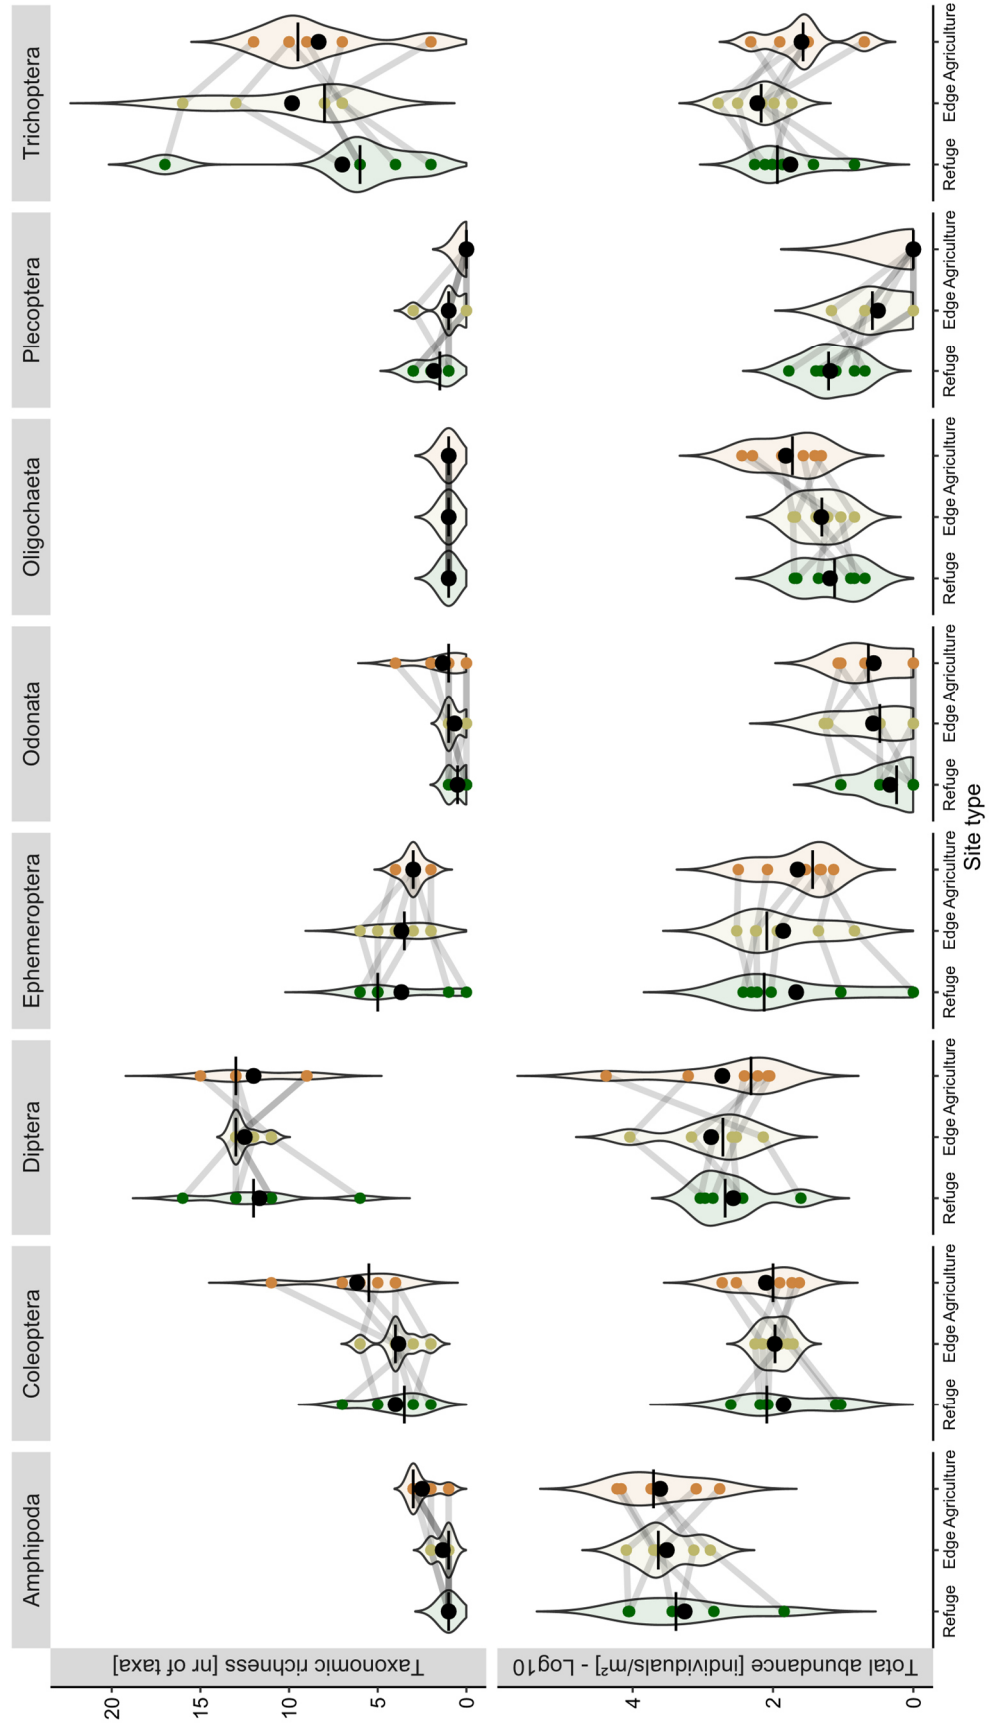 Amphipoda
Coleoptera
Diptera
Ephemeroptera
Odonata
Oligochaeta
Plecoptera
Trichoptera
Taxonomic richness [nr of taxa]
20
15
10
5
0
Total abundance [individuals/m²] - Log10
4
2
0
Refuge Edge Agriculture
Refuge Edge Agriculture
Refuge Edge Agriculture
Refuge Edge Agriculture
Refuge Edge Agriculture
Refuge Edge Agriculture
Refuge Edge Agriculture
Refuge Edge Agriculture
Site type